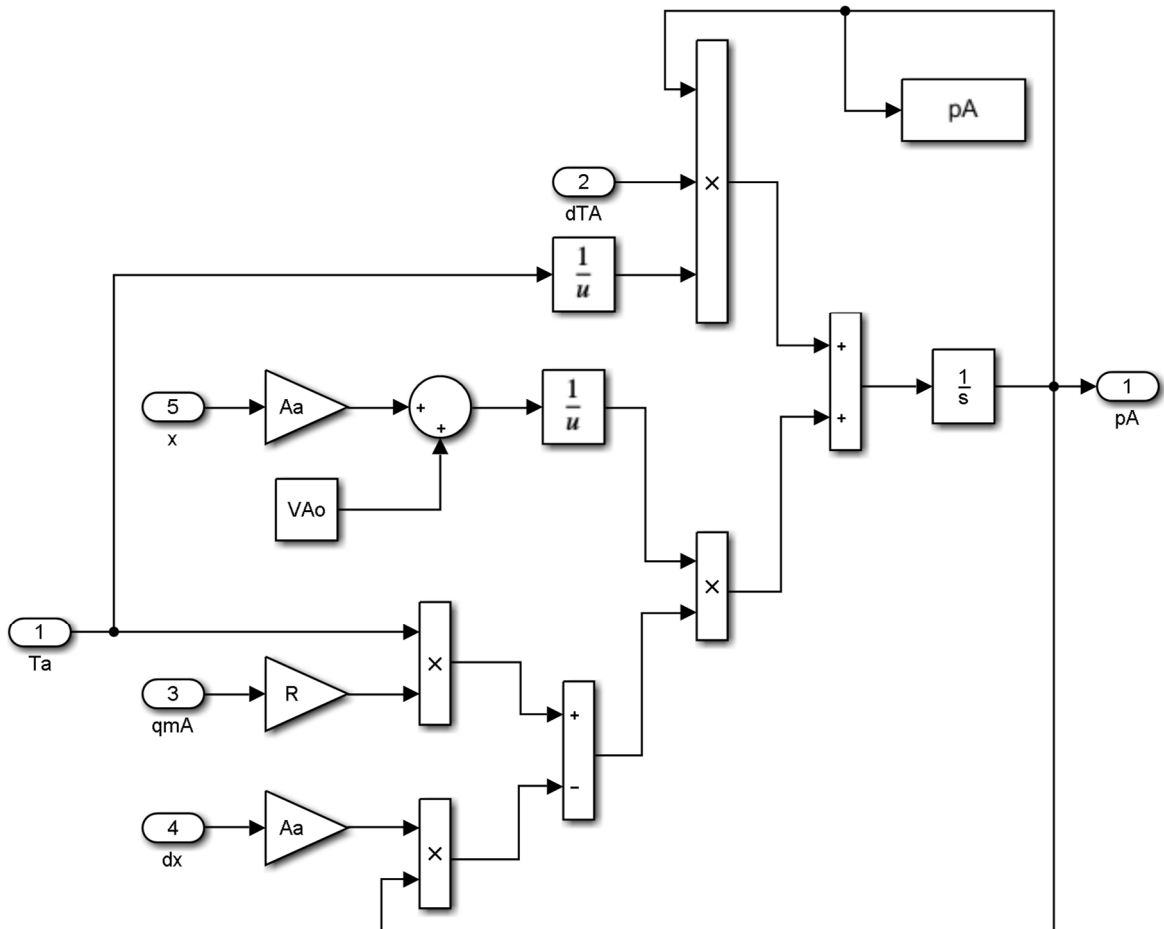 pA
×
2
dTA
1
u
+
+
1
s
1
pA
5
x
Aa
+
+
1
u
VAo
×
1
Ta
×
3
qmA
R
+
−
4
dx
Aa
×